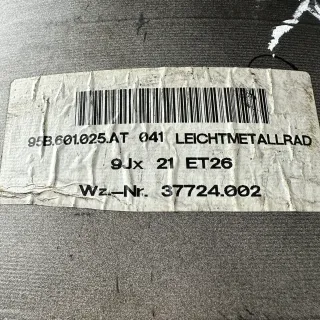 95B.601.025.AT 041 LEICHTMETALLRAD
9Jx 21 ET26
Wz.-Nr. 37724.002